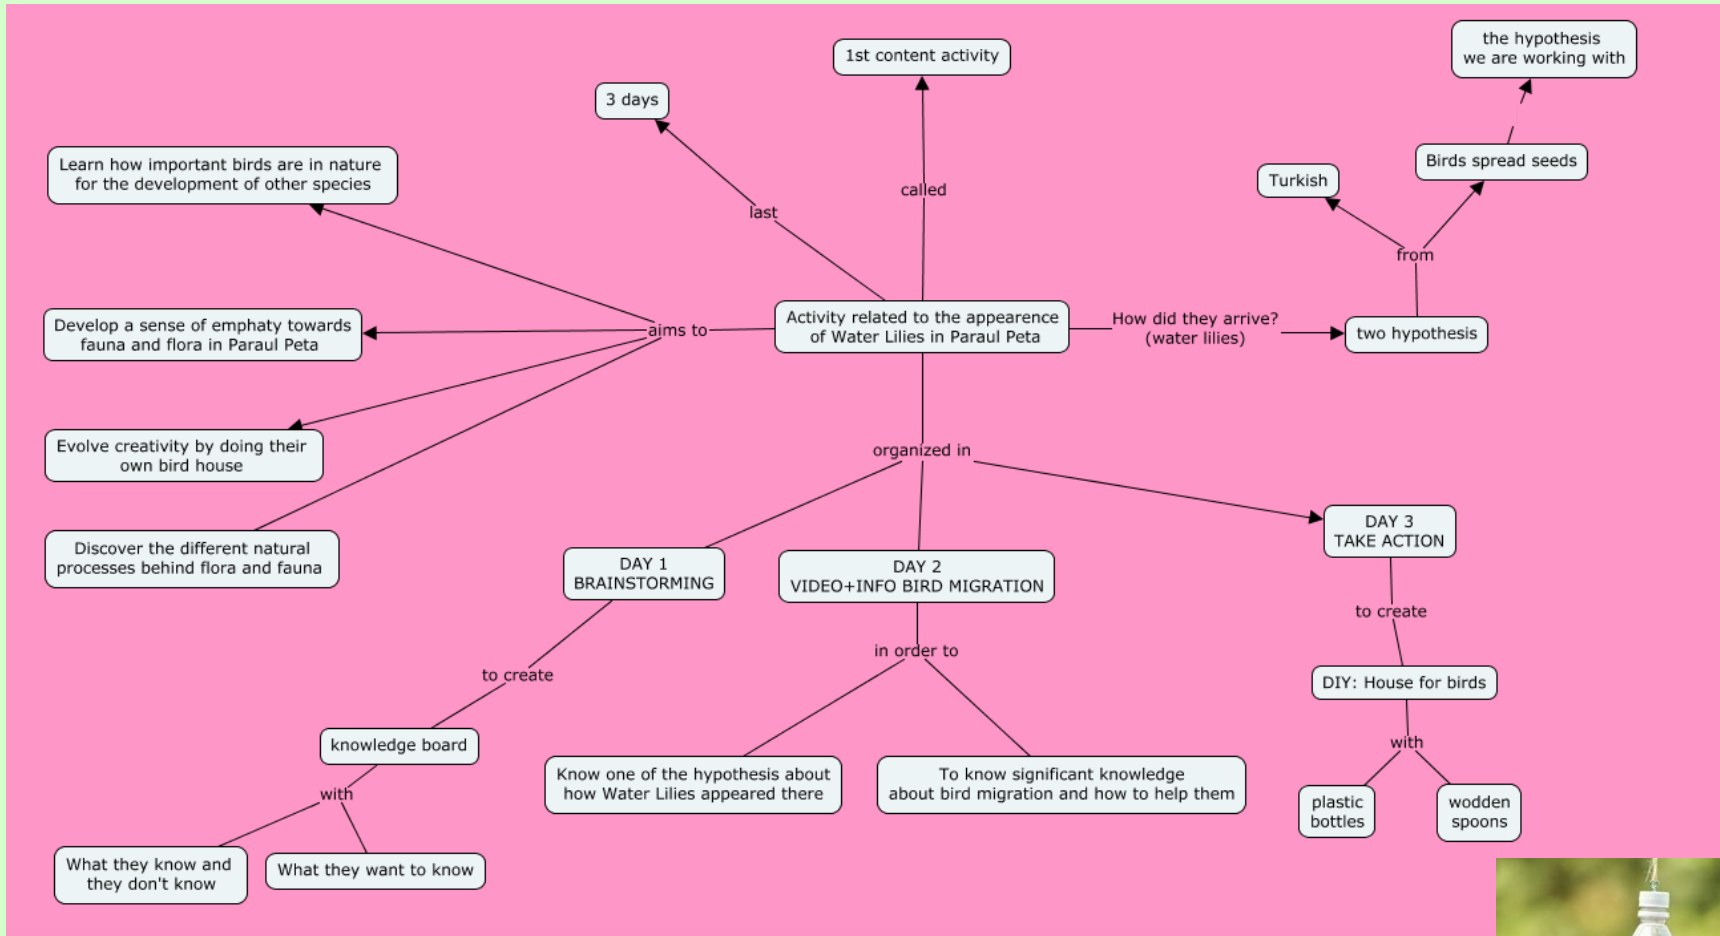 the hypothesis
we are working with
1st content activity
3 days
Learn how important birds are in nature
for the development of other species
Birds spread seeds
Turkish
called
last
from
Activity related to the appearence
of Water Lilies in Paraul Peta
How did they arrive?
(water lilies)
two hypothesis
aims to
Develop a sense of emphaty towards
fauna and flora in Paraul Peta
Evolve creativity by doing their
own bird house
organized in
Discover the different natural
processes behind flora and fauna
DAY 1
BRAINSTORMING
DAY 2
VIDEO+INFO BIRD MIGRATION
DAY 3
TAKE ACTION
to create
in order to
to create
DIY: House for birds
knowledge board
with
with
Know one of the hypothesis about
how Water Lilies appeared there
To know significant knowledge
about bird migration and how to help them
plastic
bottles
wodden
spoons
What they know and
they don't know
What they want to know